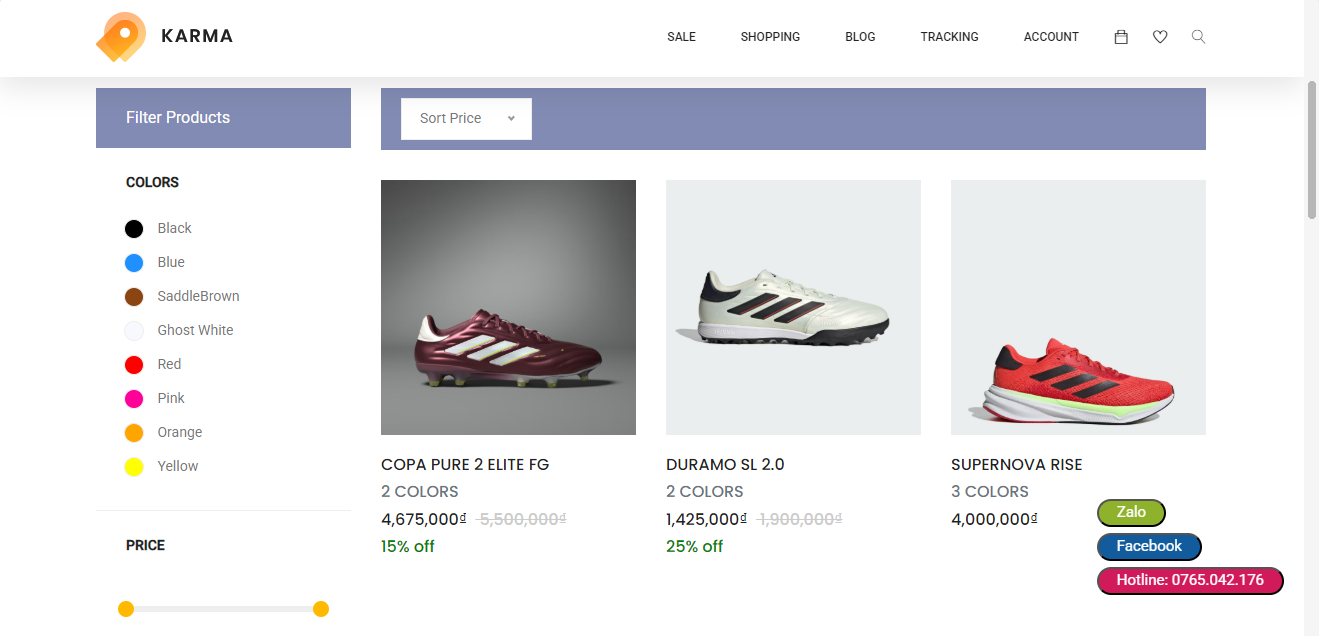 KARMA
SALE
SHOPPING
BLOG
TRACKING
ACCOUNT
Filter Products
Sort Price
COLORS
Black
Blue
SaddleBrown
Ghost White
Red
Pink
Orange
Yellow
PRICE
COPA PURE 2 ELITE FG
2 COLORS
4,675,000₫ 5,500,000₫
15% off
DURAMO SL 2.0
2 COLORS
1,425,000₫ 1,900,000₫
25% off
SUPERNOVA RISE
3 COLORS
4,000,000₫
Zalo
Facebook
Hotline: 0765.042.176